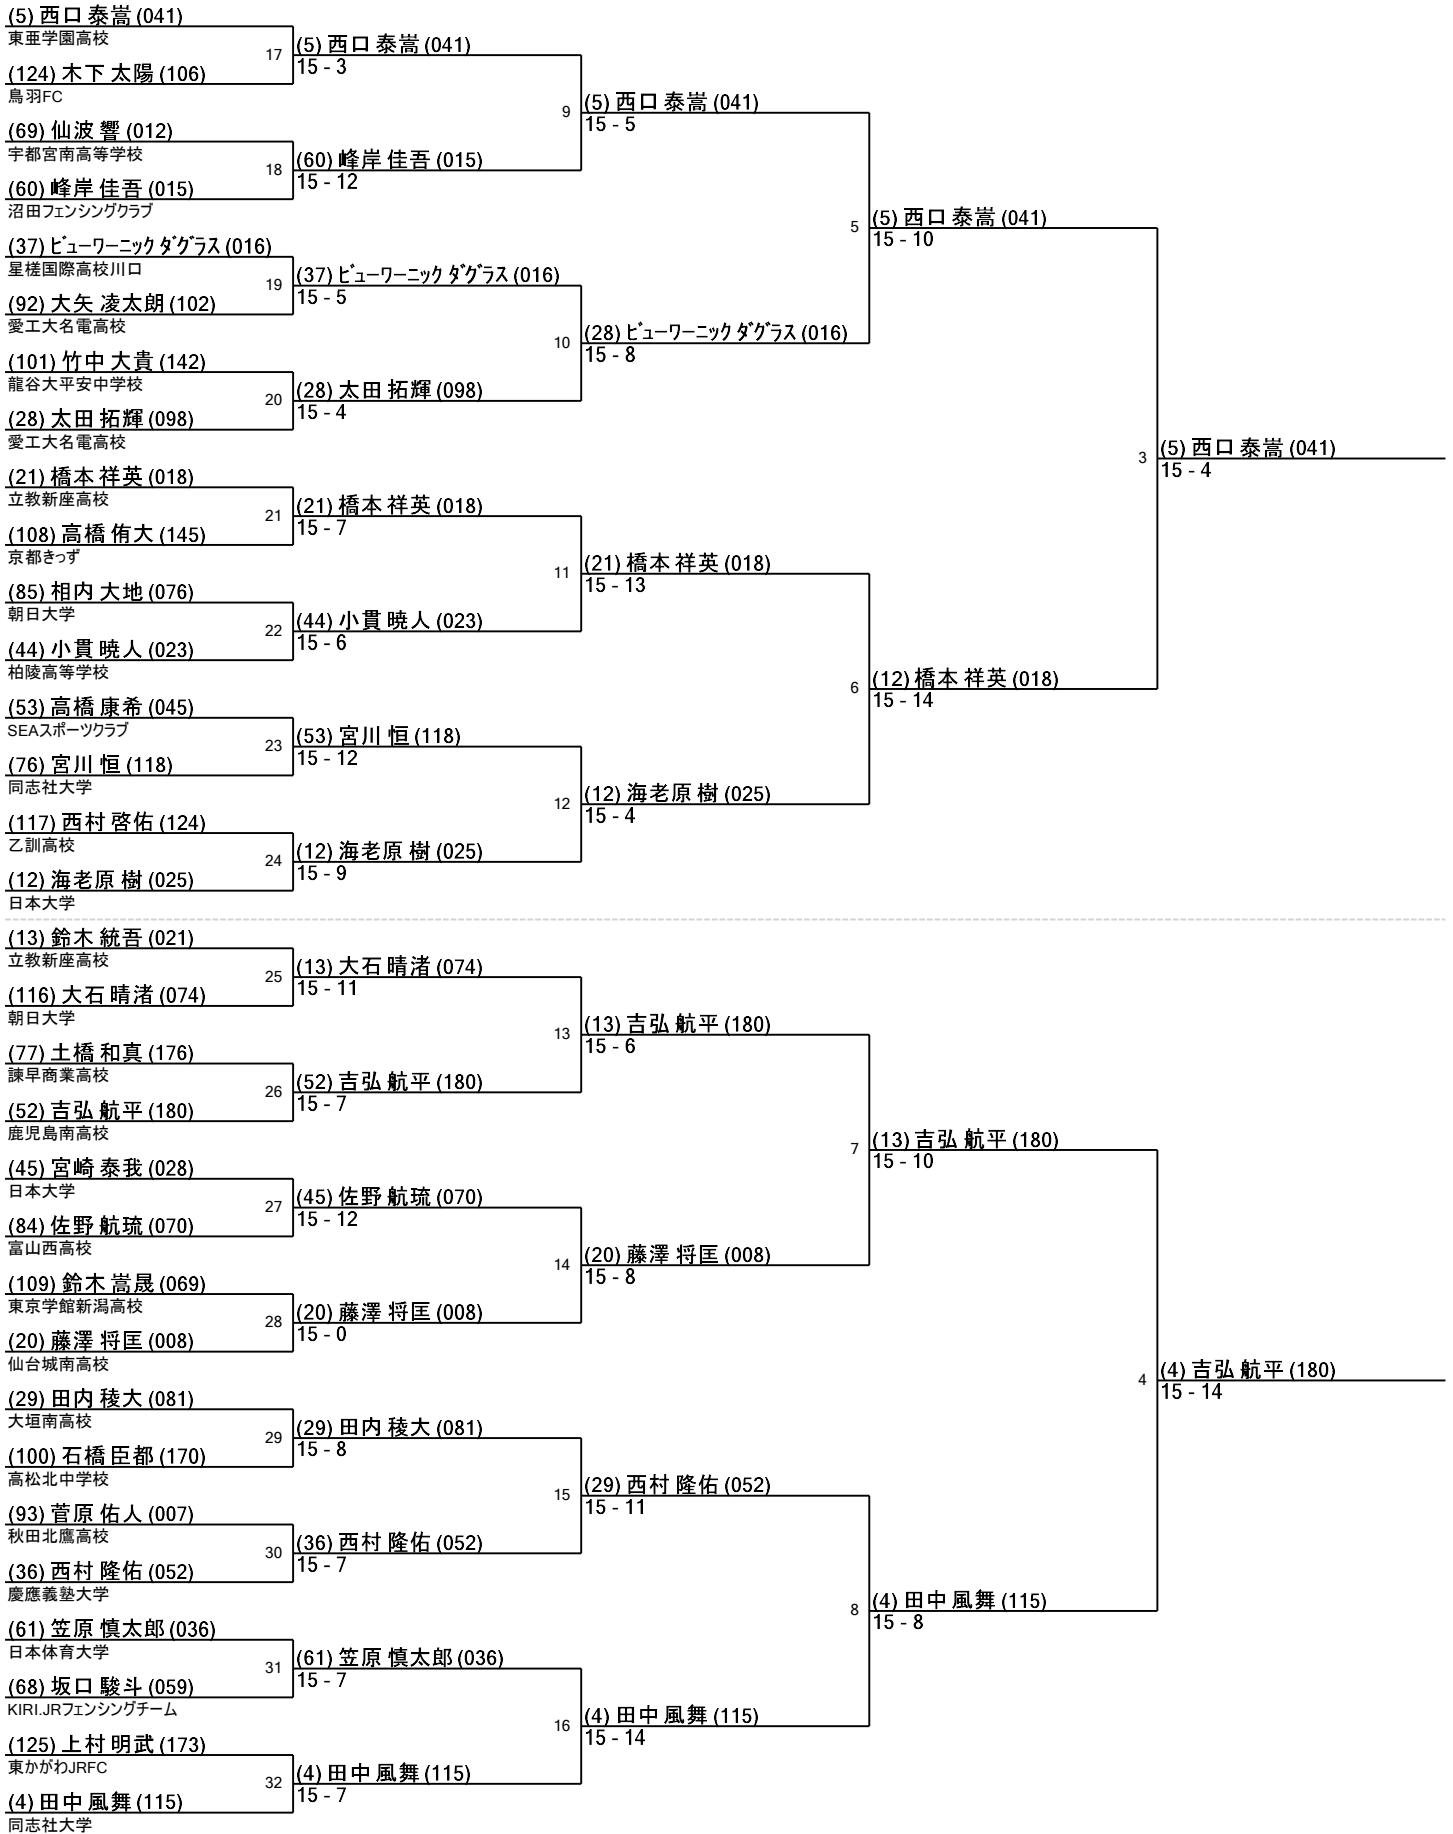 (5) 西口 泰嵩 (041)
東亜学園高校
17
(5) 西口 泰嵩 (041)
15 - 3
(124) 木下 太陽 (106)
鳥羽FC
9
(5) 西口 泰嵩 (041)
15 - 5
(69) 仙波 響 (012)
宇都宮南高等学校
18
(60) 峰岸 佳吾 (015)
15 - 12
(60) 峰岸 佳吾 (015)
沼田フェンシングクラブ
5
(5) 西口 泰嵩 (041)
15 - 10
(37) ﾋﾞｭｰワーニック ダグラス (016)
星槎国際高校川口
19
(37) ﾋﾞｭｰワーニック ダグラス (016)
15 - 5
(92) 大矢 凌太朗 (102)
愛工大名電高校
10
(28) ﾋﾞｭｰワーニック ダグラス (016)
15 - 8
(101) 竹中 大貴 (142)
龍谷大平安中学校
20
(28) 太田 拓輝 (098)
15 - 4
(28) 太田 拓輝 (098)
愛工大名電高校
3
(5) 西口 泰嵩 (041)
15 - 4
(21) 橋本 祥英 (018)
立教新座高校
21
(21) 橋本 祥英 (018)
15 - 7
(108) 高橋 侑大 (145)
京都きっず
11
(21) 橋本 祥英 (018)
15 - 13
(85) 相内 大地 (076)
朝日大学
22
(44) 小貫 暁人 (023)
15 - 6
(44) 小貫 暁人 (023)
柏陵高等学校
6
(12) 橋本 祥英 (018)
15 - 14
(53) 高橋 康希 (045)
SEAスポーツクラブ
23
(53) 宮川 恒 (118)
15 - 12
(76) 宮川 恒 (118)
同志社大学
12
(12) 海老原 樹 (025)
15 - 4
(117) 西村 啓佑 (124)
乙訓高校
24
(12) 海老原 樹 (025)
15 - 9
(12) 海老原 樹 (025)
日本大学
(13) 鈴木 統吾 (021)
立教新座高校
25
(13) 大石 晴渚 (074)
15 - 11
(116) 大石 晴渚 (074)
朝日大学
13
(13) 吉弘 航平 (180)
15 - 6
(77) 土橋 和真 (176)
諫早商業高校
26
(52) 吉弘 航平 (180)
15 - 7
(52) 吉弘 航平 (180)
鹿児島南高校
7
(13) 吉弘 航平 (180)
15 - 10
(45) 宮崎 泰我 (028)
日本大学
27
(45) 佐野 航琉 (070)
15 - 12
(84) 佐野 航琉 (070)
富山西高校
14
(20) 藤澤 将匡 (008)
15 - 8
(109) 鈴木 嵩晟 (069)
東京学館新潟高校
28
(20) 藤澤 将匡 (008)
15 - 0
(20) 藤澤 将匡 (008)
仙台城南高校
4
(4) 吉弘 航平 (180)
15 - 14
(29) 田内 稜大 (081)
大垣南高校
29
(29) 田内 稜大 (081)
15 - 8
(100) 石橋 臣都 (170)
高松北中学校
15
(29) 西村 隆佑 (052)
15 - 11
(93) 菅原 佑人 (007)
秋田北鷹高校
30
(36) 西村 隆佑 (052)
15 - 7
(36) 西村 隆佑 (052)
慶應義塾大学
8
(4) 田中 風舞 (115)
15 - 8
(61) 笠原 慎太郎 (036)
日本体育大学
31
(61) 笠原 慎太郎 (036)
15 - 7
(68) 坂口 駿斗 (059)
KIRI.JRフェンシングチーム
16
(4) 田中 風舞 (115)
15 - 14
(125) 上村 明武 (173)
東かがわJRFC
32
(4) 田中 風舞 (115)
15 - 7
(4) 田中 風舞 (115)
同志社大学